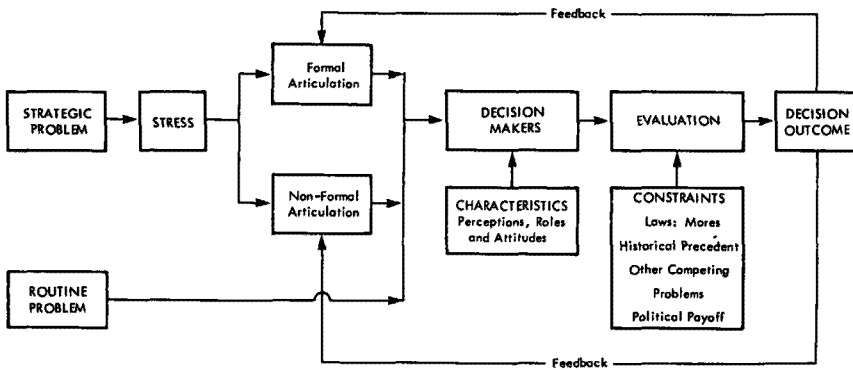 Feedback
Formal
Articulation
STRATEGIC
PROBLEM
STRESS
DECISION
MAKERS
EVALUATION
DECISION
OUTCOME
Non-Formal
Articulation
CHARACTERISTICS
Perceptions, Roles
and Attitudes
CONSTRAINTS
Laws: Mores
Historical Precedent
Other Competing
Problems
Political Payoff
ROUTINE
PROBLEM
Feedback